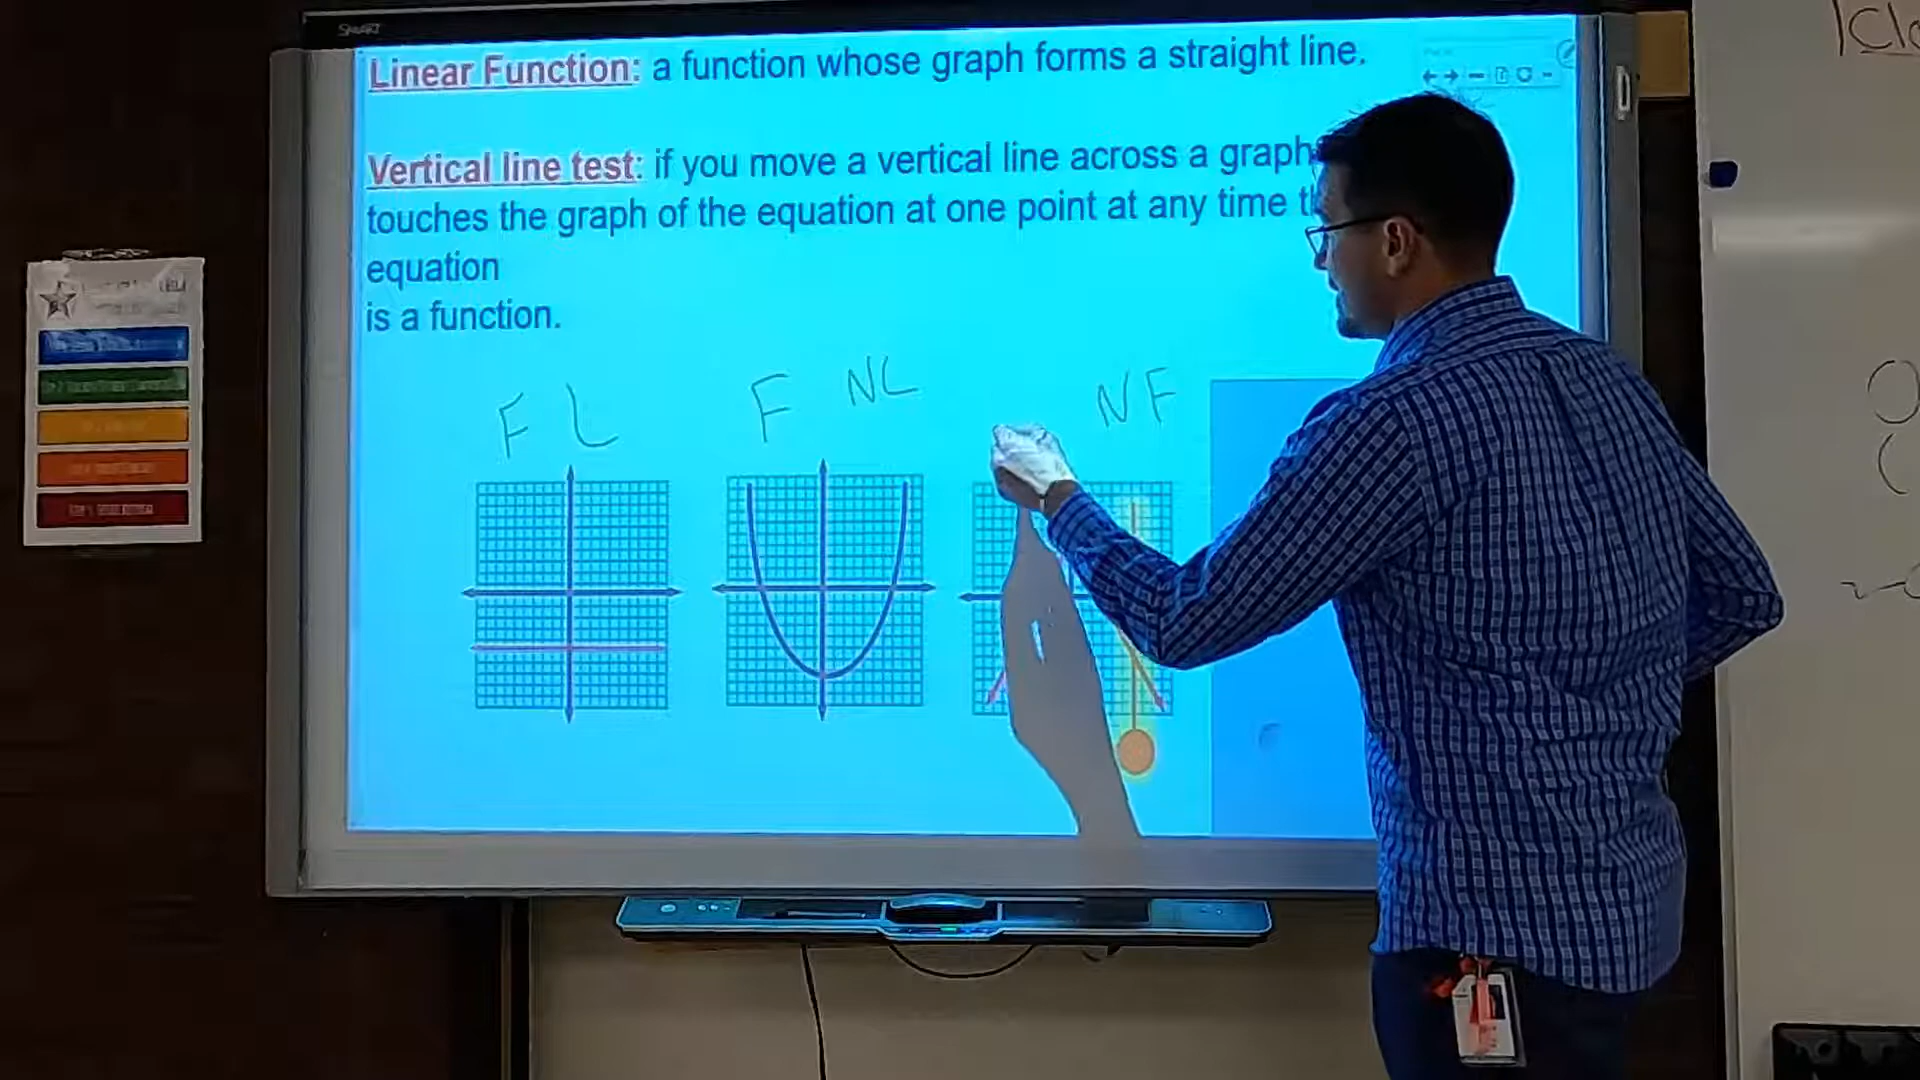 SMART
Linear Function: a function whose graph forms a straight line.
Vertical line test: if you move a vertical line across a graph
touches the graph of the equation at one point at any time
equation
is a function.
F L
F NL
NF